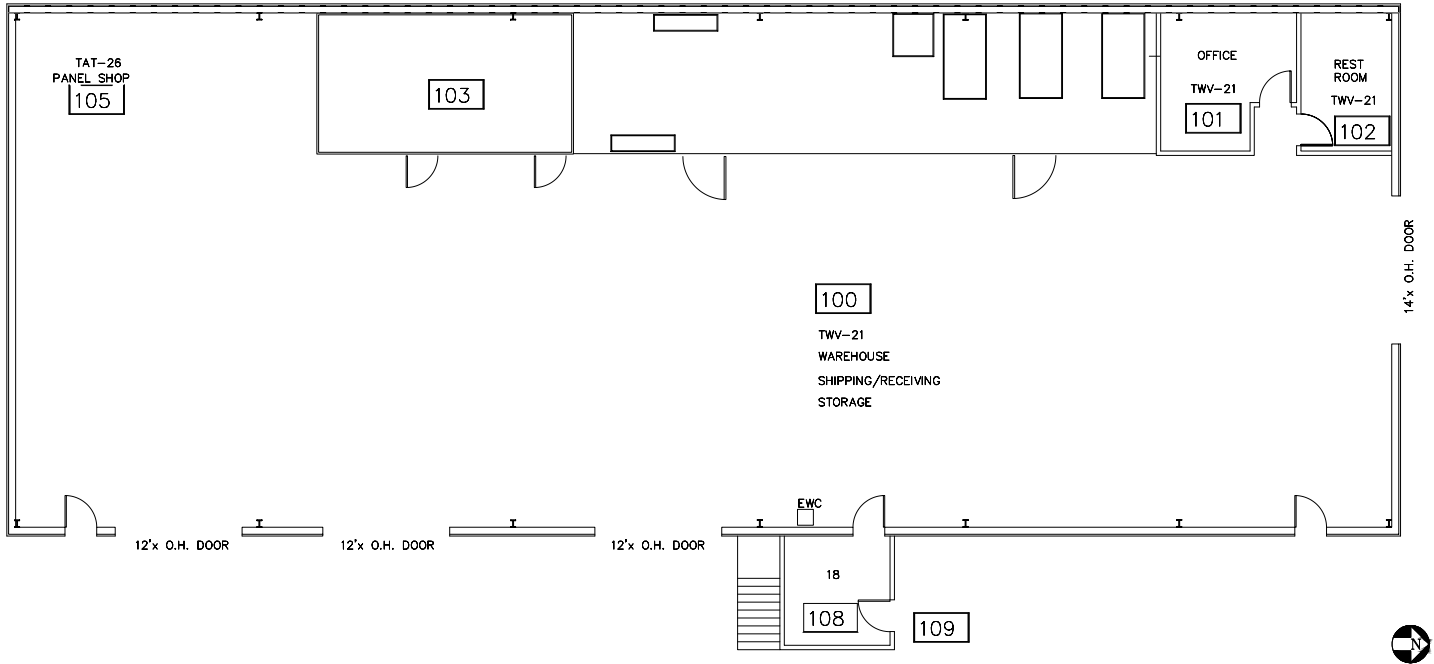 TAT-26
PANEL SHOP
105
103
OFFICE
TWV-21
101
REST
ROOM
TWV-21
102
14'x O.H. DOOR
100
TWV-21
WAREHOUSE
SHIPPING/RECEIVING
STORAGE
EWC
12'x O.H. DOOR
12'x O.H. DOOR
12'x O.H. DOOR
18
108
109
N